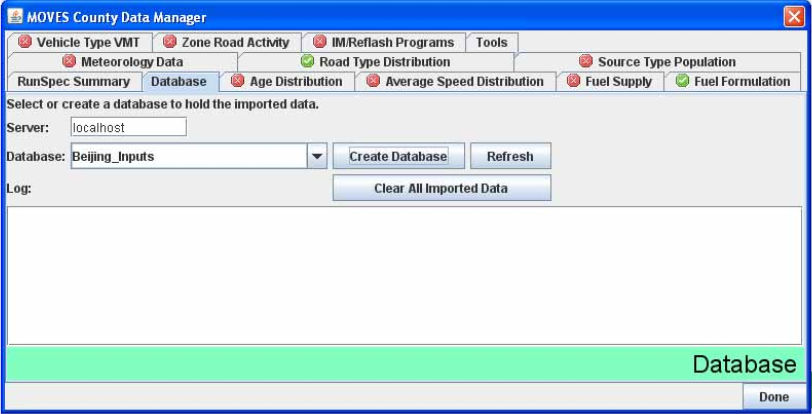 MOVES County Data Manager
Vehicle Type VMT Zone Road Activity IM/Reflash Programs Tools
Meteorology Data Road Type Distribution Source Type Population
RunSpec Summary Database Age Distribution Average Speed Distribution Fuel Supply Fuel Formulation
Select or create a database to hold the imported data.
Server: localhost
Database: Beijing_Inputs Create Database Refresh
Log: Clear All Imported Data
Database
Done